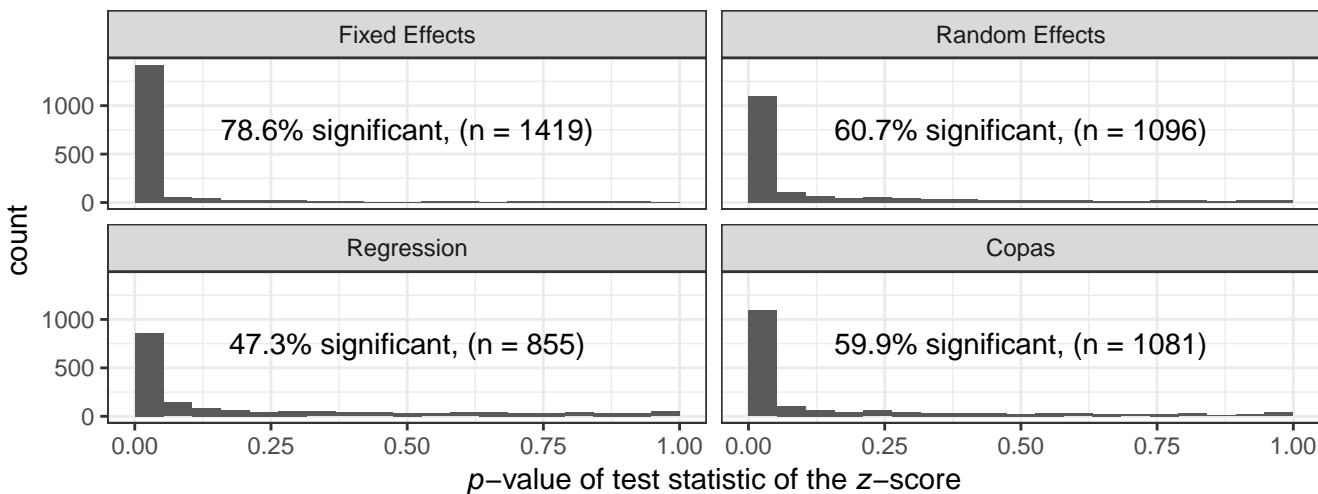 Fixed Effects
Random Effects
78.6% significant, (n = 1419)
60.7% significant, (n = 1096)
1000
500
0
count
Regression
Copas
47.3% significant, (n = 855)
59.9% significant, (n = 1081)
1000
500
0
0.00 0.25 0.50 0.75 1.00
0.00 0.25 0.50 0.75 1.00
p−value of test statistic of the z−score